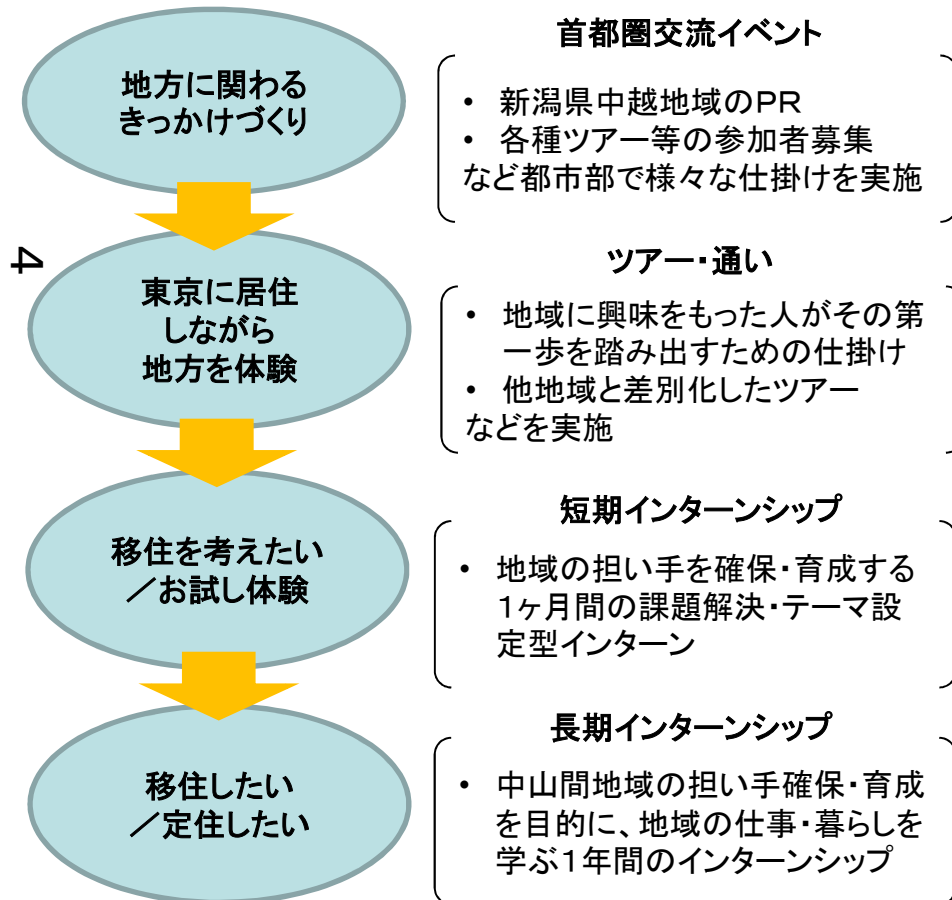 地方に関わる
きっかけづくり
首都圏交流イベント
• 新潟県中越地域のPR
• 各種ツアー等の参加者募集
など都市部で様々な仕掛けを実施
4
東京に居住
しながら
地方を体験
ツアー・通い
• 地域に興味をもった人がその第
一歩を踏み出すための仕掛け
• 他地域と差別化したツアー
などを実施
移住を考えたい
／お試し体験
短期インターンシップ
• 地域の担い手を確保・育成する
１ヶ月間の課題解決・テーマ設
定型インターン
移住したい
／定住したい
長期インターンシップ
• 中山間地域の担い手確保・育成
を目的に、地域の仕事・暮らしを
学ぶ１年間のインターンシップ